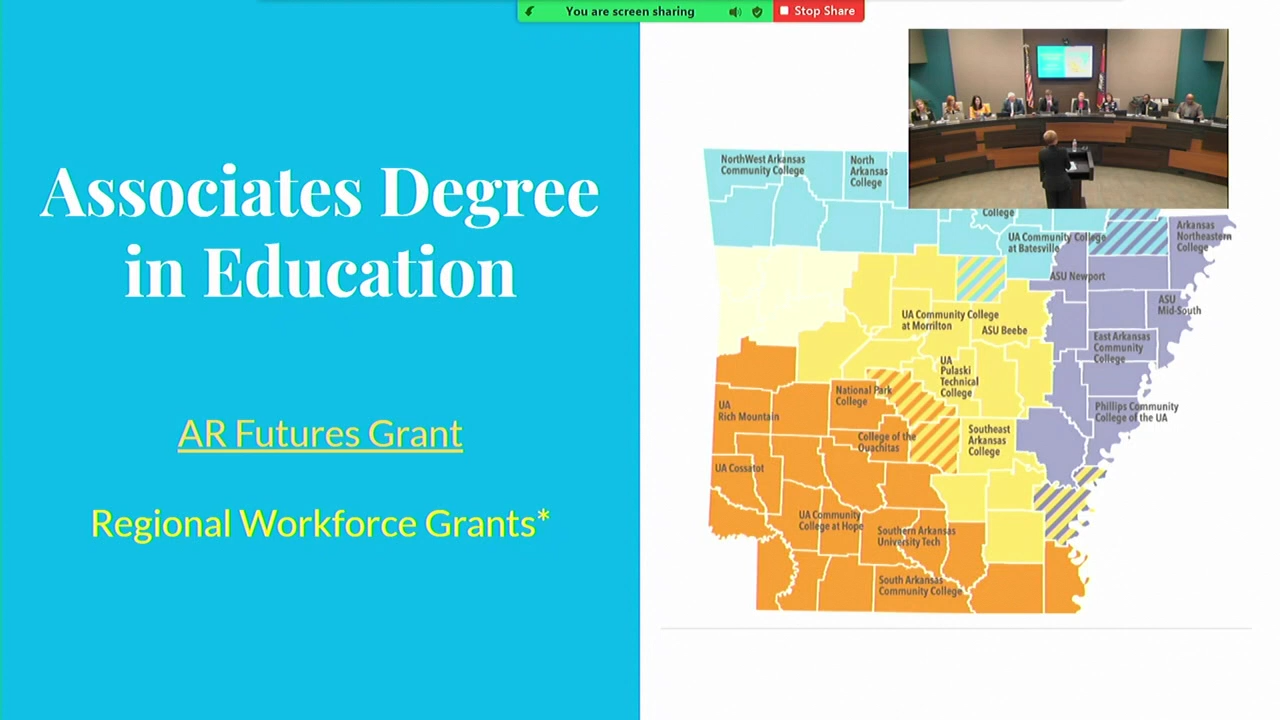 You are screen sharing
Stop Share
Associates Degree
in Education
AR Futures Grant
Regional Workforce Grants*
NorthWest Arkansas
Community College
North
Arkansas
College
College
UA Community College
at Batesville
Arkansas
Northeastern
College
ASU Newport
ASU
Mid-South
UA Community College
at Morrilton
ASU Beebe
East Arkansas
Community
College
UA
Pulaski
Technical
College
National Park
College
UA
Rich Mountain
Phillips Community
College of the UA
College of the
Ouachitas
Southeast
Arkansas
College
UA Cossatot
UA Community
College at Hope
Southern Arkansas
University Tech
South Arkansas
Community College